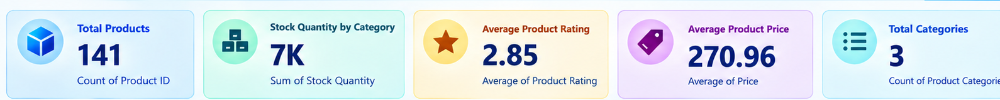 Total Products
141
Count of Product ID
Stock Quantity by Category
7K
Sum of Stock Quantity
Average Product Rating
2.85
Average of Product Rating
Average Product Price
270.96
Average of Price
Total Categories
3
Count of Product Categorie